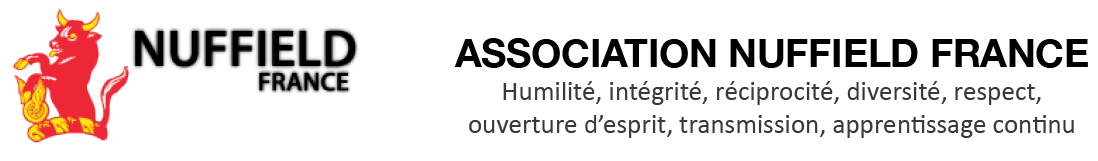 NUFFIELD
FRANCE
ASSOCIATION NUFFIELD FRANCE
Humilité, intégrité, réciprocité, diversité, respect,
ouverture d’esprit, transmission, apprentissage continu